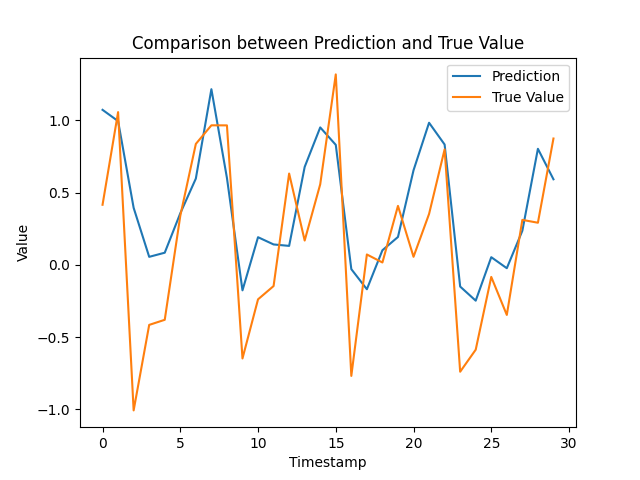 Comparison between Prediction and True Value
Prediction
True Value
1.0
0.5
0.0
−0.5
−1.0
Value
0 5 10 15 20 25 30
Timestamp